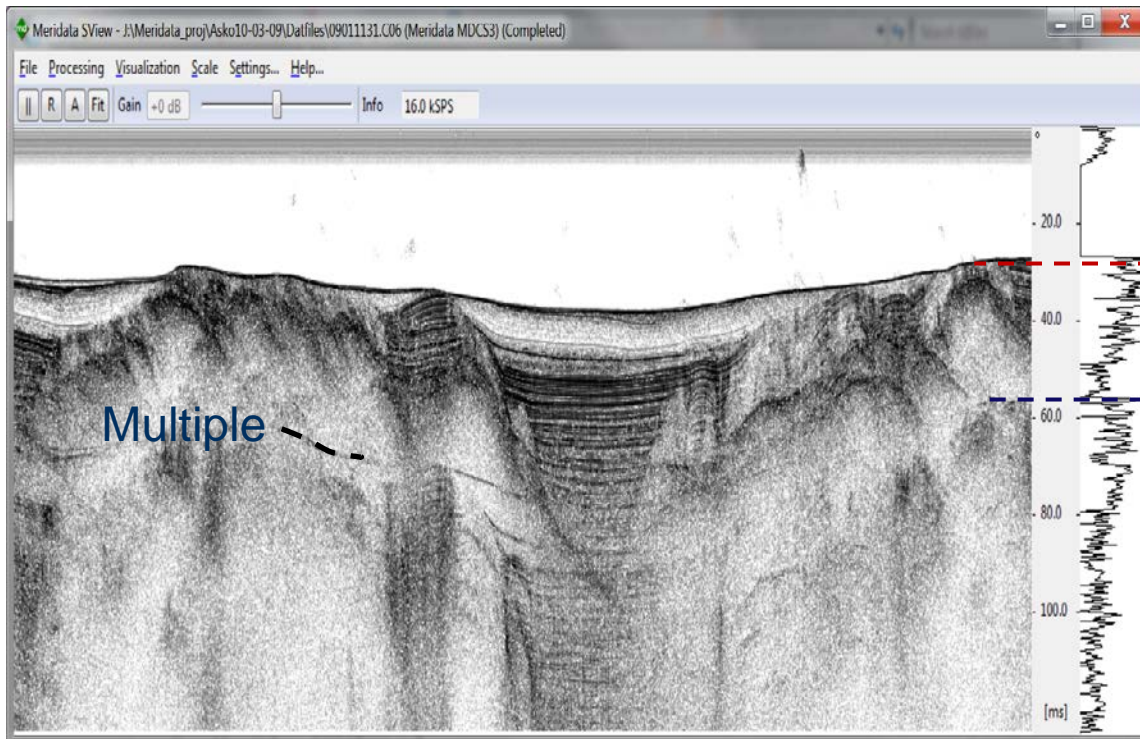 Meridata SView - J:\Meridata_proj\Asko10-03-09\Datfiles\09011131.C06 (Meridata MDCS3) (Completed)
File Processing Visualization Scale Settings... Help...
|| R A Fit Gain +0 dB Info 16.0 kSPS
0
20.0
40.0
Multiple
60.0
80.0
100.0
[ms]